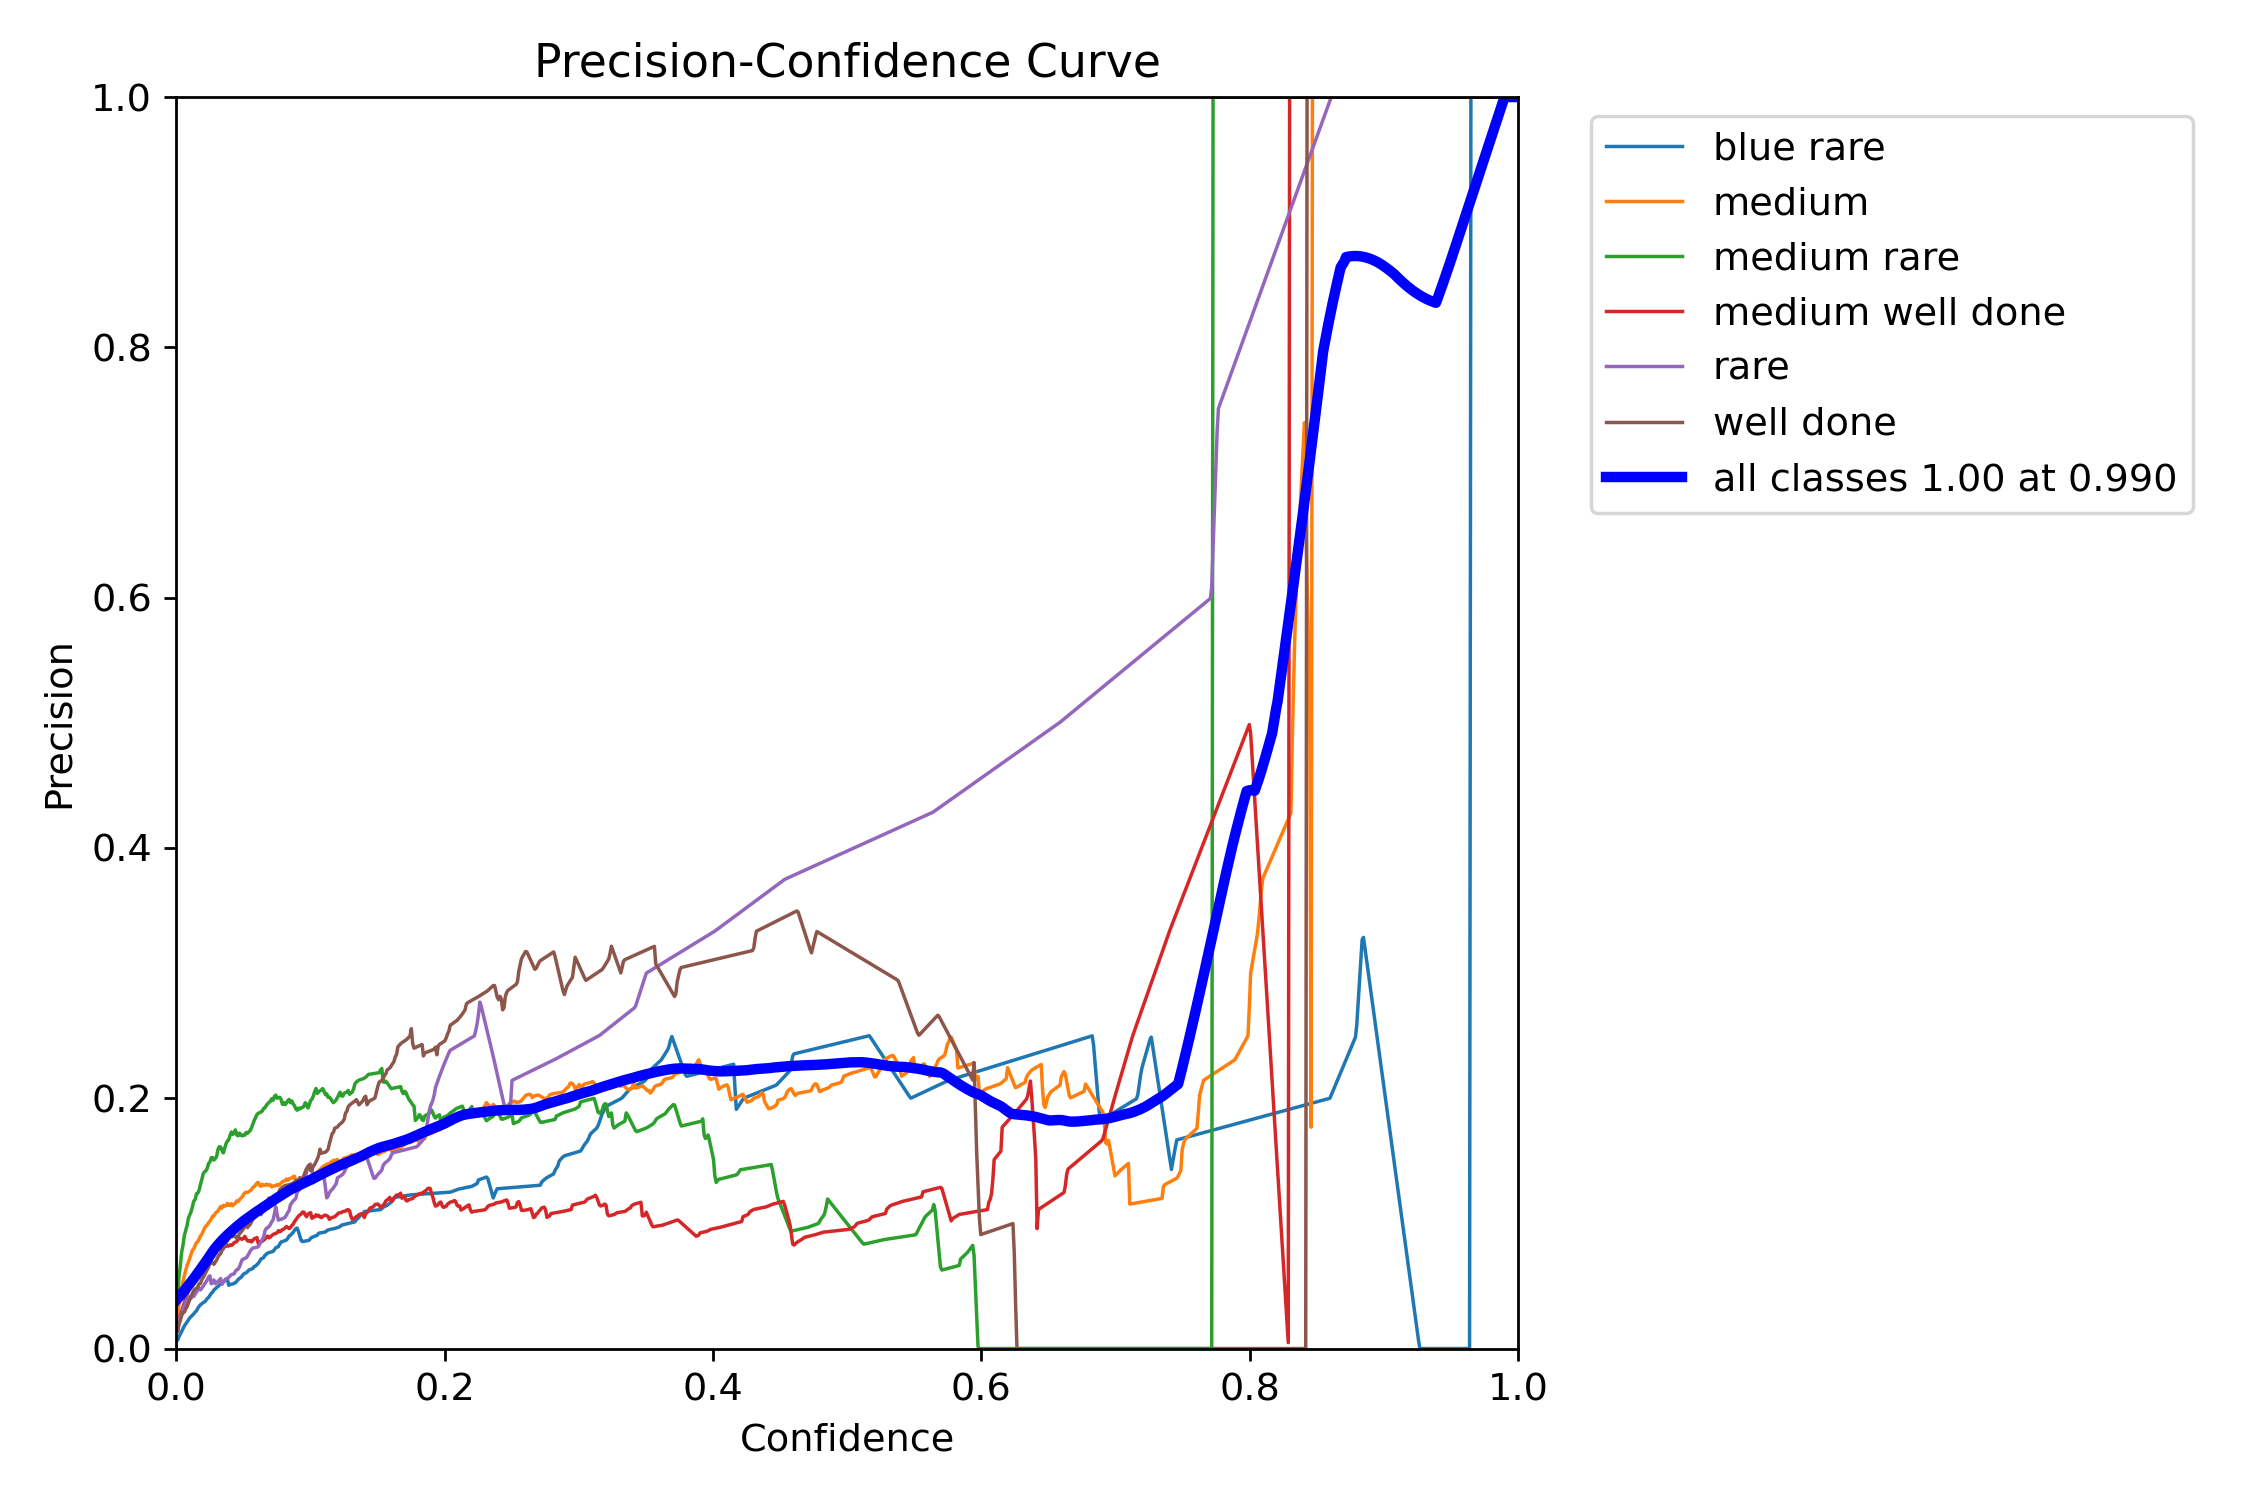 Precision-Confidence Curve
1.0
0.8
0.6
0.4
0.2
0.0
Precision
0.0 0.2 0.4 0.6 0.8 1.0
Confidence
blue rare
medium
medium rare
medium well done
rare
well done
all classes 1.00 at 0.990